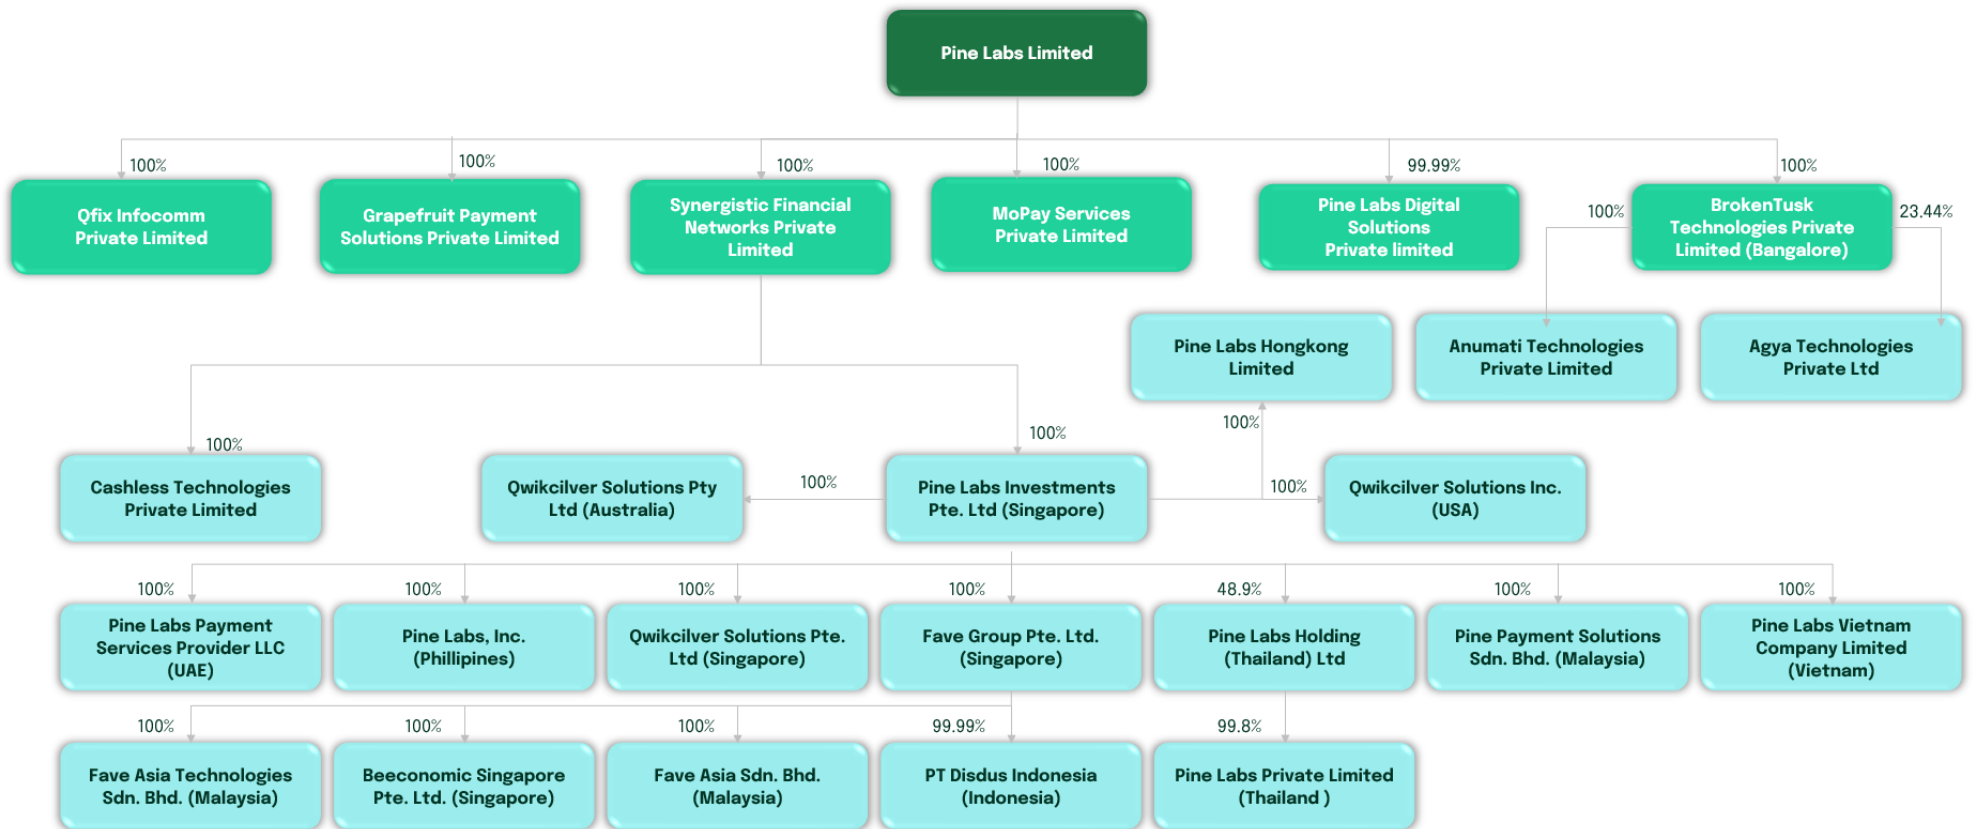 Pine Labs Limited
100%
100%
100%
100%
99.99%
100%
Qfix Infocomm
Private Limited
Grapefruit Payment
Solutions Private Limited
Synergistic Financial
Networks Private
Limited
MoPay Services
Private Limited
Pine Labs Digital
Solutions
Private limited
BrokenTusk
Technologies Private
Limited (Bangalore)
100%
23.44%
Pine Labs Hongkong
Limited
Anumati Technologies
Private Limited
Agya Technologies
Private Ltd
100%
100%
100%
Cashless Technologies
Private Limited
Qwikcilver Solutions Pty
Ltd (Australia)
100%
Pine Labs Investments
Pte. Ltd (Singapore)
100%
Qwikcilver Solutions Inc.
(USA)
100%
100%
100%
100%
48.9%
100%
100%
Pine Labs Payment
Services Provider LLC
(UAE)
Pine Labs, Inc.
(Phillipines)
Qwikcilver Solutions Pte.
Ltd (Singapore)
Fave Group Pte. Ltd.
(Singapore)
Pine Labs Holding
(Thailand) Ltd
Pine Payment Solutions
Sdn. Bhd. (Malaysia)
Pine Labs Vietnam
Company Limited
(Vietnam)
100%
100%
100%
99.99%
99.8%
Fave Asia Technologies
Sdn. Bhd. (Malaysia)
Beeconomic Singapore
Pte. Ltd. (Singapore)
Fave Asia Sdn. Bhd.
(Malaysia)
PT Disdus Indonesia
(Indonesia)
Pine Labs Private Limited
(Thailand )